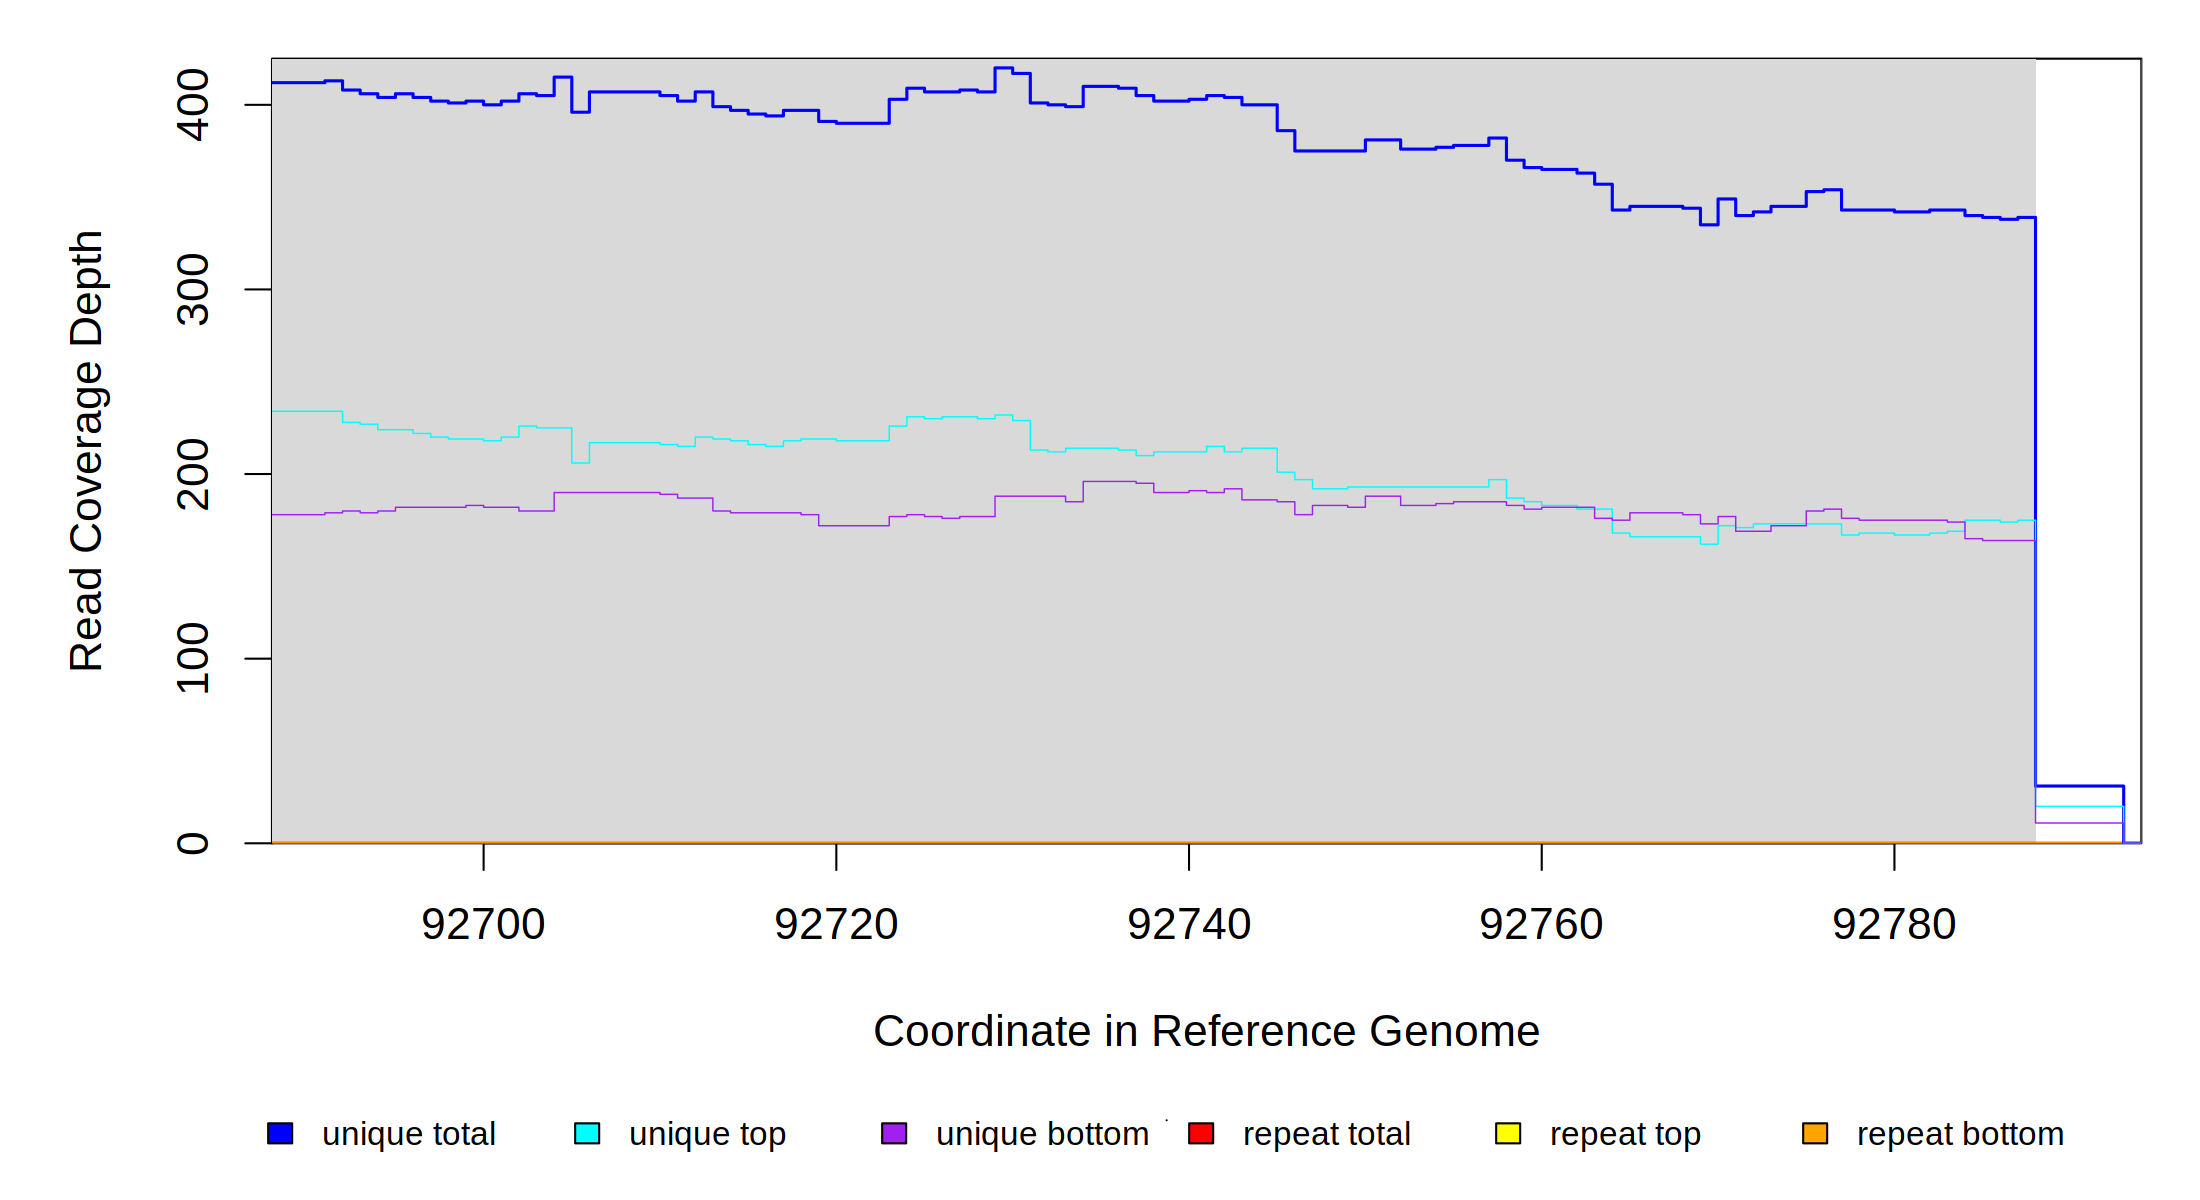 Read Coverage Depth
400
300
200
100
0
92700 92720 92740 92760 92780
Coordinate in Reference Genome
unique total unique top unique bottom repeat total repeat top repeat bottom